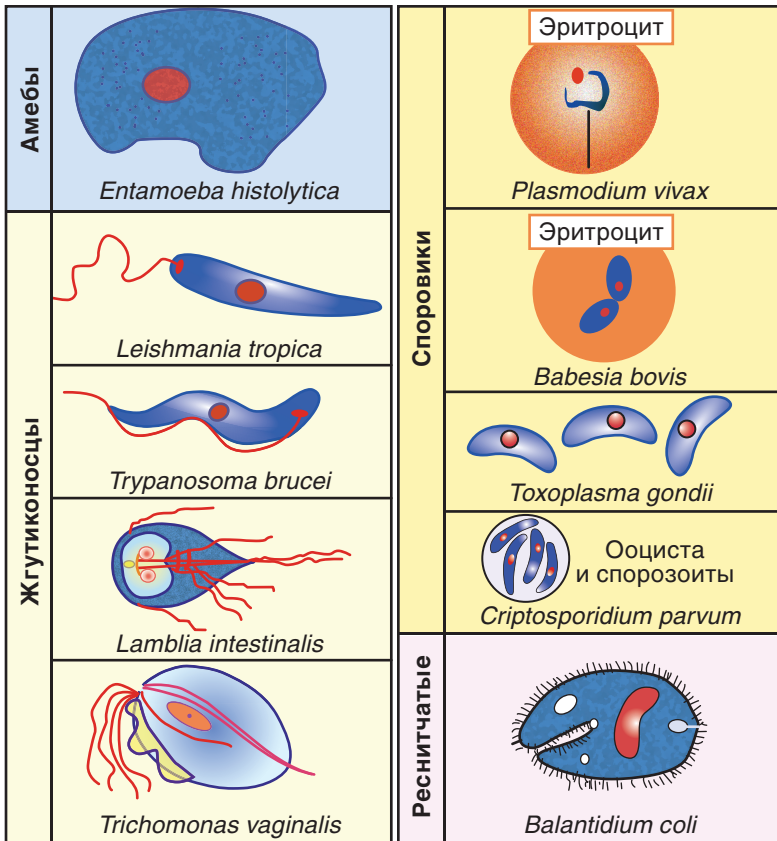 Амебы
Entamoeba histolytica
Жгутиконосцы
Leishmania tropica
Trypanosoma brucei
Lamblia intestinalis
Trichomonas vaginalis
Споровики
Эритроцит
Plasmodium vivax
Эритроцит
Babesia bovis
Toxoplasma gondii
Ооциста
и спорозоиты
Criptosporidium parvum
Реснитчатые
Balantidium coli